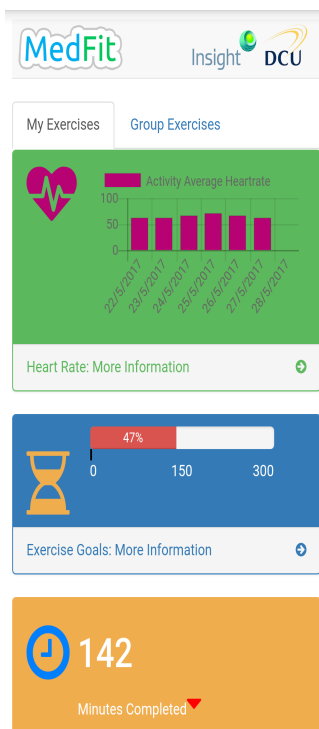 MedFit
Insight DCU
My Exercises Group Exercises
Activity Average Heartrate
100
50
0
22/5/2017 23/5/2017 24/5/2017 25/5/2017 26/5/2017 27/5/2017 28/5/2017
Heart Rate: More Information
47%
0 150 300
Exercise Goals: More Information
142
Minutes Completed